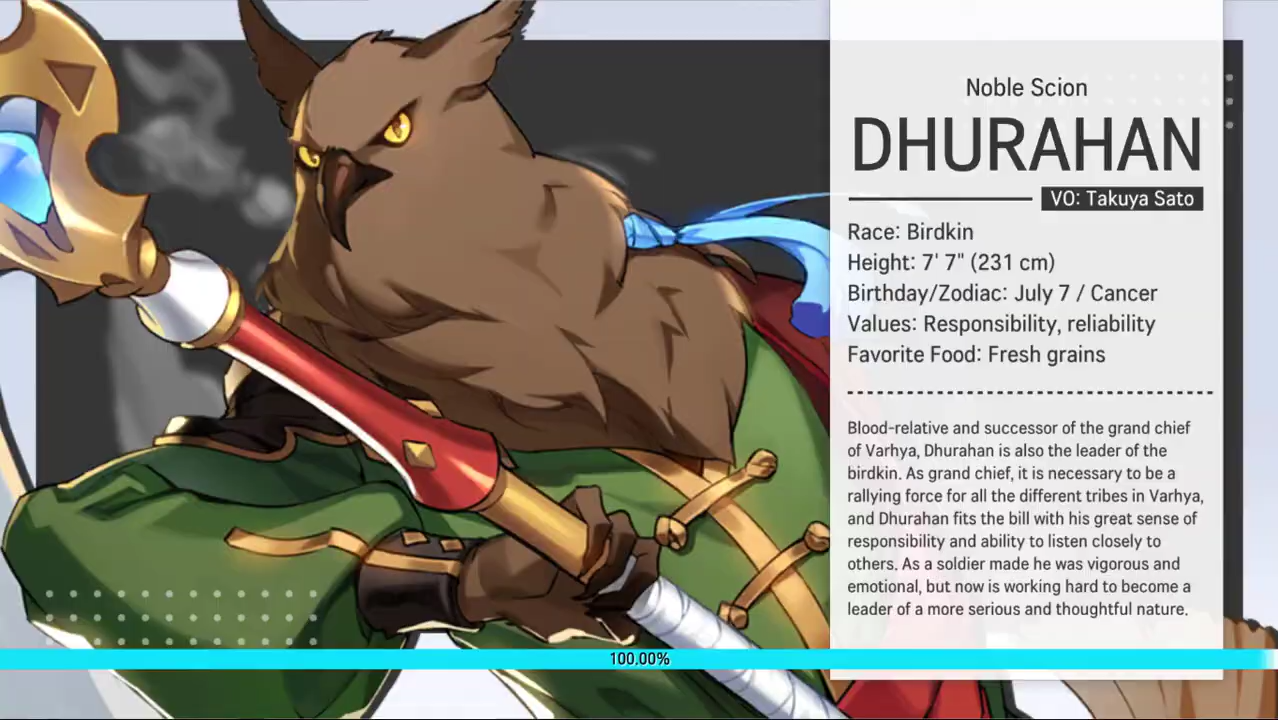 Noble Scion
DHURAHAN
VO: Takuya Sato
Race: Birdkin
Height: 7' 7" (231 cm)
Birthday/Zodiac: July 7 / Cancer
Values: Responsibility, reliability
Favorite Food: Fresh grains
Blood-relative and successor of the grand chief
of Varhya, Dhurahan is also the leader of the
birdkin. As grand chief, it is necessary to be a
rallying force for all the different tribes in Varhya,
and Dhurahan fits the bill with his great sense of
responsibility and ability to listen closely to
others. As a soldier made he was vigorous and
emotional, but now is working hard to become a
leader of a more serious and thoughtful nature.
100.00%